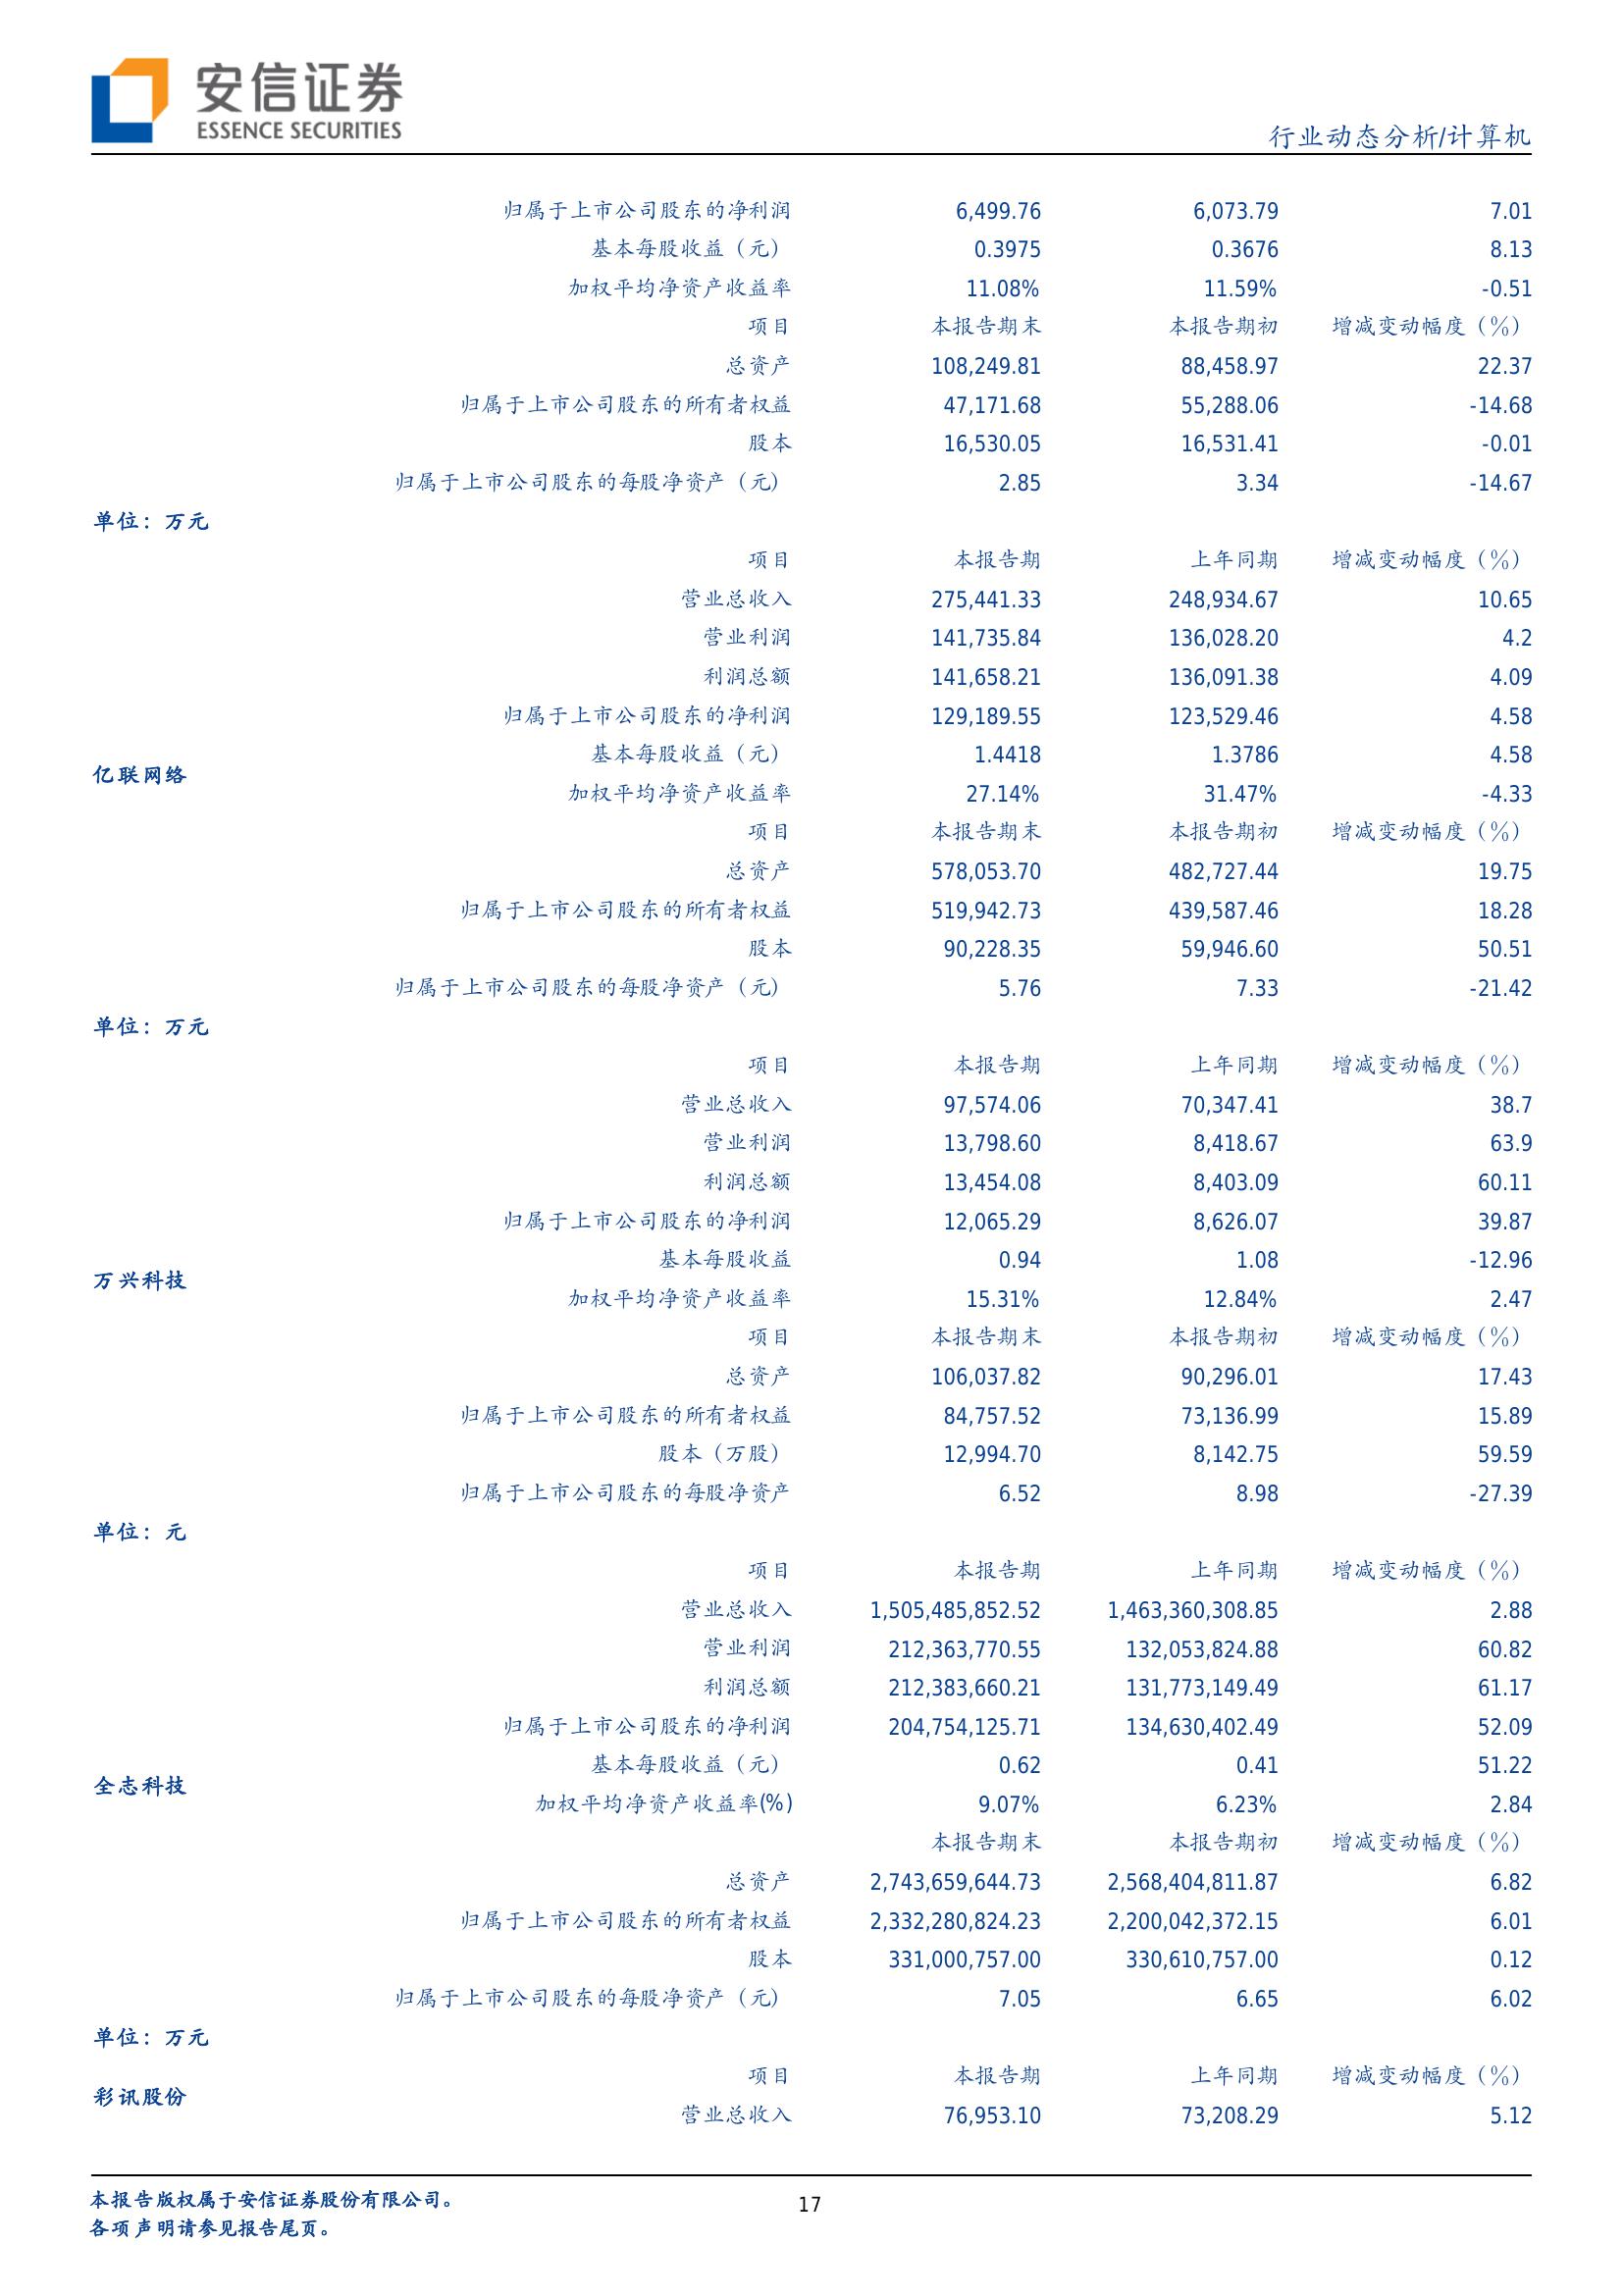 安信证券
ESSENCE SECURITIES
行业动态分析/计算机
归属于上市公司股东的净利润 6,499.76 6,073.79 7.01
基本每股收益（元） 0.3975 0.3676 8.13
加权平均净资产收益率 11.08% 11.59% -0.51
项目 本报告期末 本报告期初 增减变动幅度（%）
总资产 108,249.81 88,458.97 22.37
归属于上市公司股东的所有者权益 47,171.68 55,288.06 -14.68
股本 16,530.05 16,531.41 -0.01
归属于上市公司股东的每股净资产（元） 2.85 3.34 -14.67
单位：万元
项目 本报告期 上年同期 增减变动幅度（%）
营业总收入 275,441.33 248,934.67 10.65
营业利润 141,735.84 136,028.20 4.2
利润总额 141,658.21 136,091.38 4.09
归属于上市公司股东的净利润 129,189.55 123,529.46 4.58
基本每股收益（元） 1.4418 1.3786 4.58
亿联网络
加权平均净资产收益率 27.14% 31.47% -4.33
项目 本报告期末 本报告期初 增减变动幅度（%）
总资产 578,053.70 482,727.44 19.75
归属于上市公司股东的所有者权益 519,942.73 439,587.46 18.28
股本 90,228.35 59,946.60 50.51
归属于上市公司股东的每股净资产（元） 5.76 7.33 -21.42
单位：万元
项目 本报告期 上年同期 增减变动幅度（%）
营业总收入 97,574.06 70,347.41 38.7
营业利润 13,798.60 8,418.67 63.9
利润总额 13,454.08 8,403.09 60.11
归属于上市公司股东的净利润 12,065.29 8,626.07 39.87
基本每股收益 0.94 1.08 -12.96
万兴科技
加权平均净资产收益率 15.31% 12.84% 2.47
项目 本报告期末 本报告期初 增减变动幅度（%）
总资产 106,037.82 90,296.01 17.43
归属于上市公司股东的所有者权益 84,757.52 73,136.99 15.89
股本（万股） 12,994.70 8,142.75 59.59
归属于上市公司股东的每股净资产 6.52 8.98 -27.39
单位：元
项目 本报告期 上年同期 增减变动幅度（%）
营业总收入 1,505,485,852.52 1,463,360,308.85 2.88
营业利润 212,363,770.55 132,053,824.88 60.82
利润总额 212,383,660.21 131,773,149.49 61.17
归属于上市公司股东的净利润 204,754,125.71 134,630,402.49 52.09
基本每股收益（元） 0.62 0.41 51.22
全志科技
加权平均净资产收益率(%) 9.07% 6.23% 2.84
本报告期末 本报告期初 增减变动幅度（%）
总资产 2,743,659,644.73 2,568,404,811.87 6.82
归属于上市公司股东的所有者权益 2,332,280,824.23 2,200,042,372.15 6.01
股本 331,000,757.00 330,610,757.00 0.12
归属于上市公司股东的每股净资产（元） 7.05 6.65 6.02
单位：万元
项目 本报告期 上年同期 增减变动幅度（%）
彩讯股份
营业总收入 76,953.10 73,208.29 5.12
本报告版权属于安信证券股份有限公司。
17
各项声明请参见报告尾页。